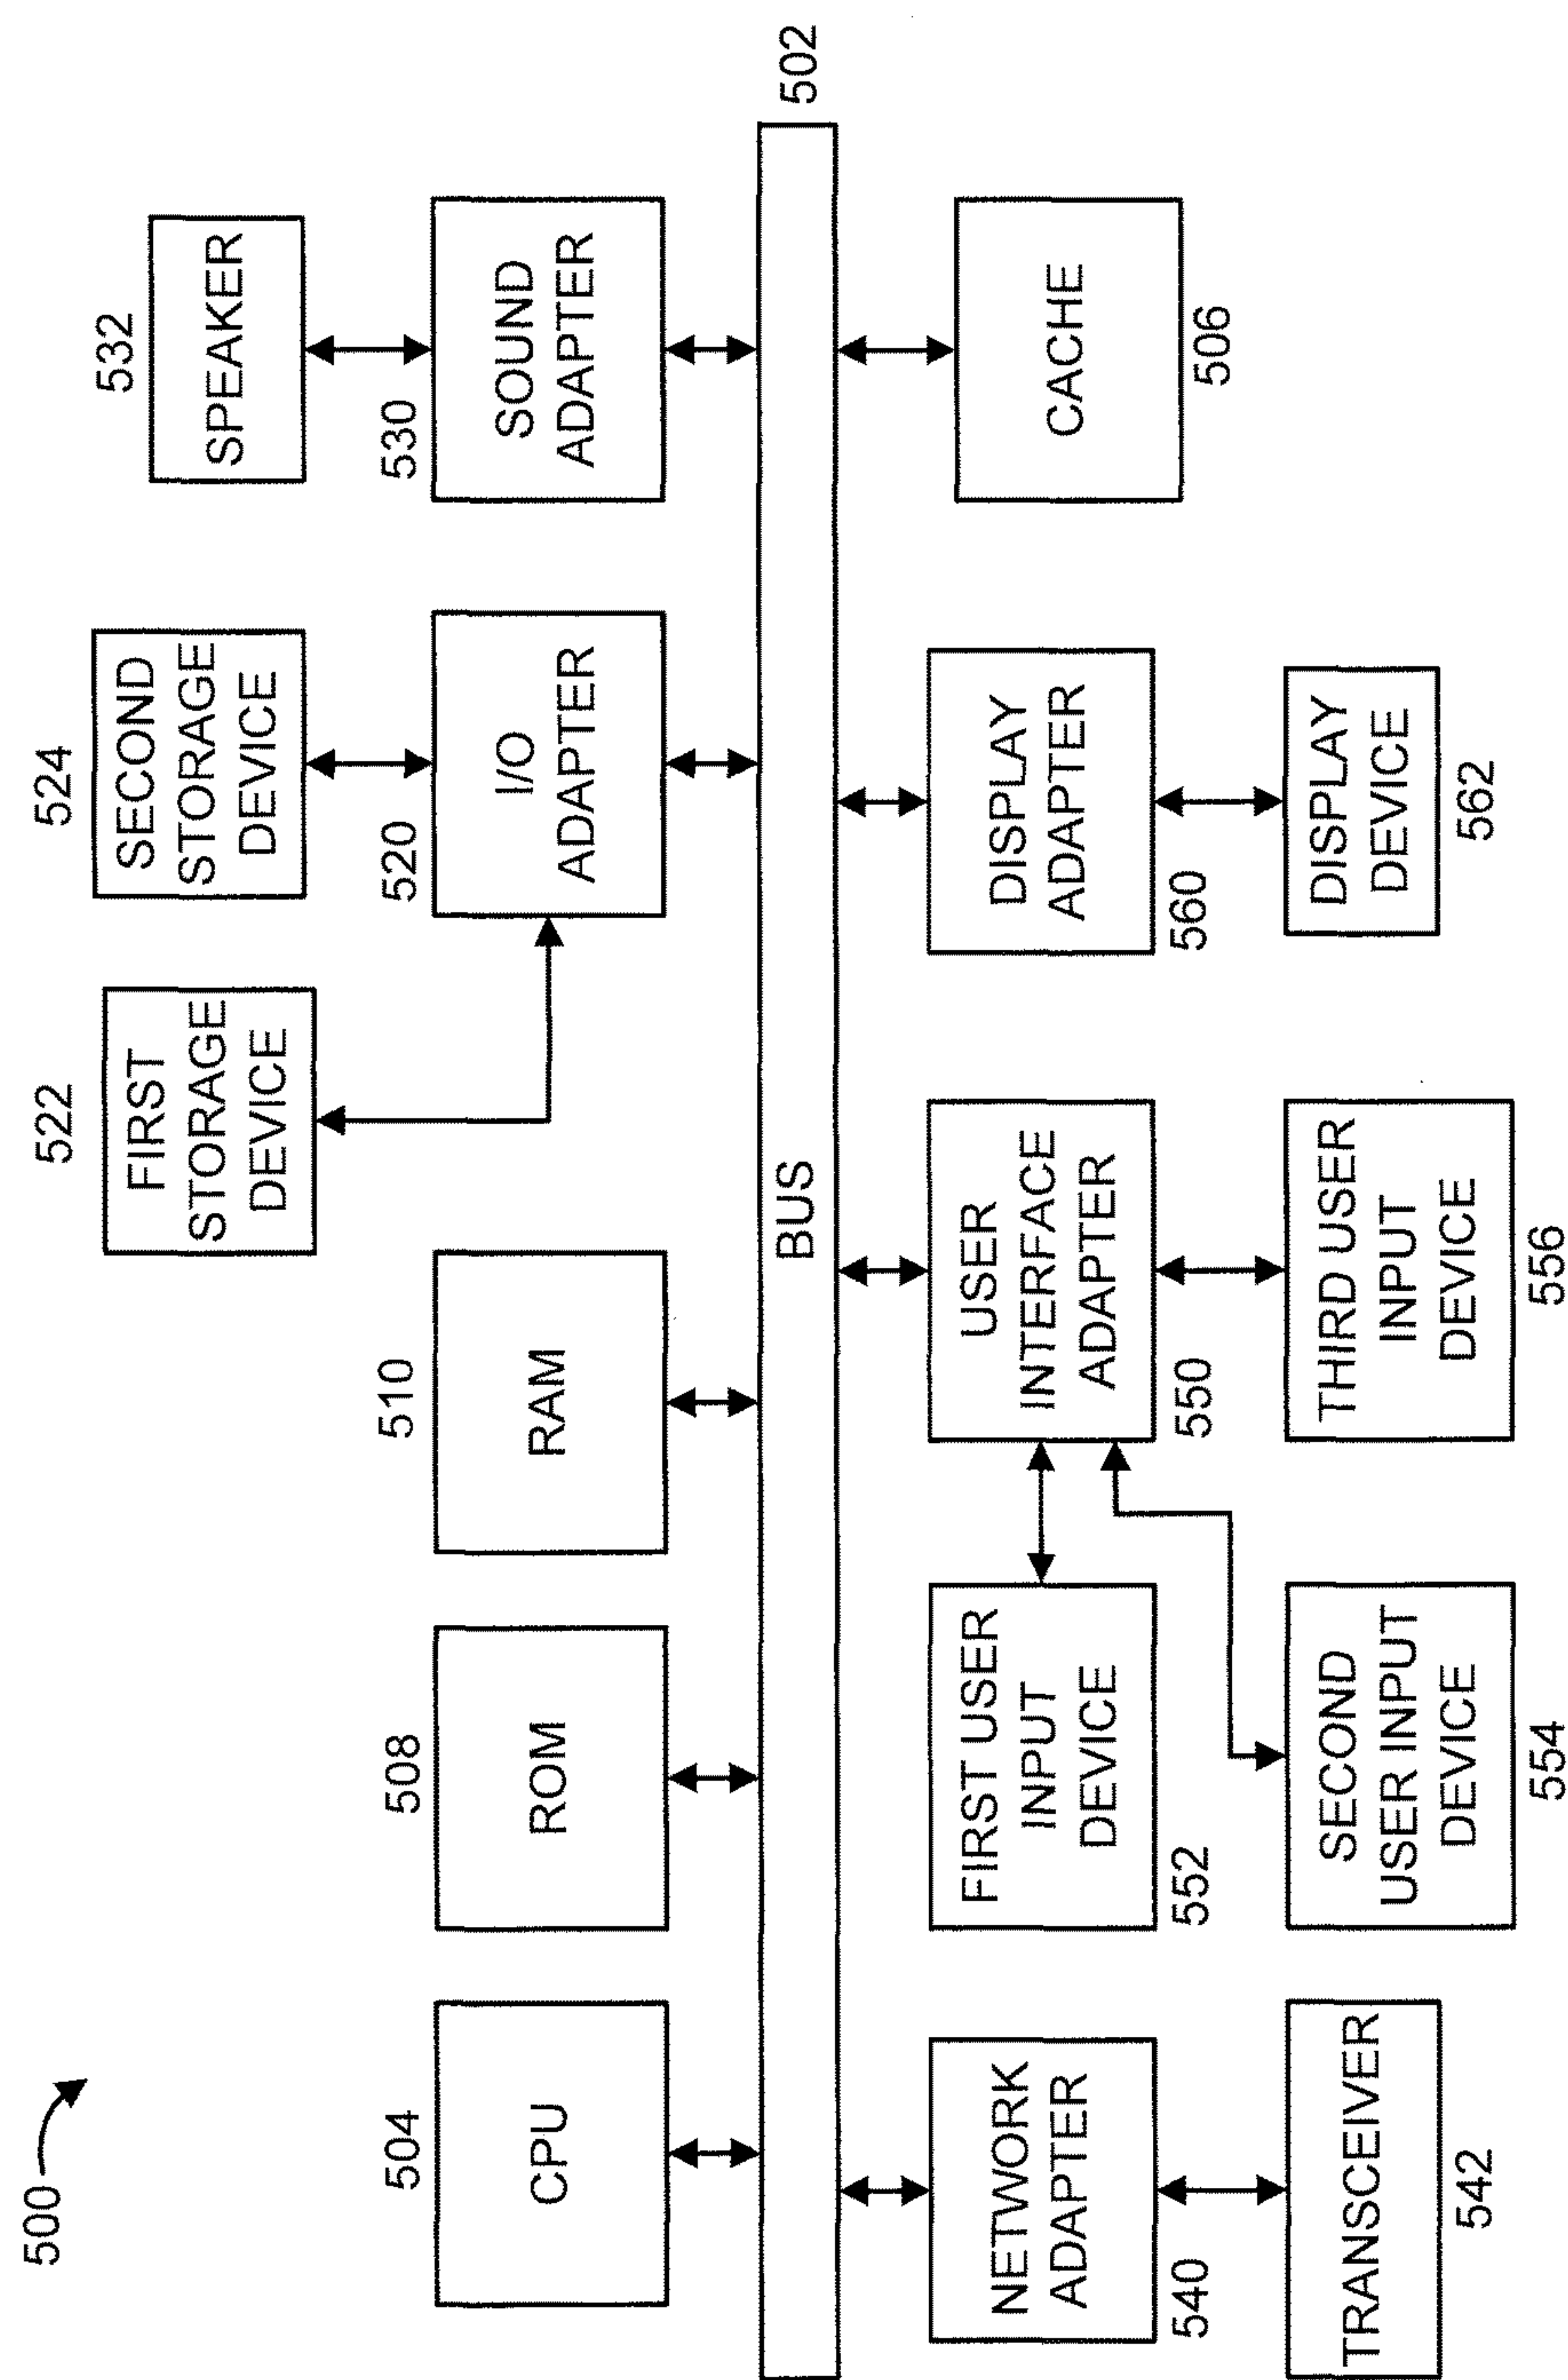 500
522
524
532
FIRST
STORAGE
DEVICE
SECOND
STORAGE
DEVICE
SPEAKER
504
508
510
520
530
CPU
ROM
RAM
I/O
ADAPTER
SOUND
ADAPTER
BUS
502
NETWORK
ADAPTER
FIRST USER
INPUT
DEVICE
USER
INTERFACE
ADAPTER
DISPLAY
ADAPTER
CACHE
540
552
550
560
506
TRANSCEIVER
SECOND
USER INPUT
DEVICE
THIRD USER
INPUT
DEVICE
DISPLAY
DEVICE
542
554
556
562